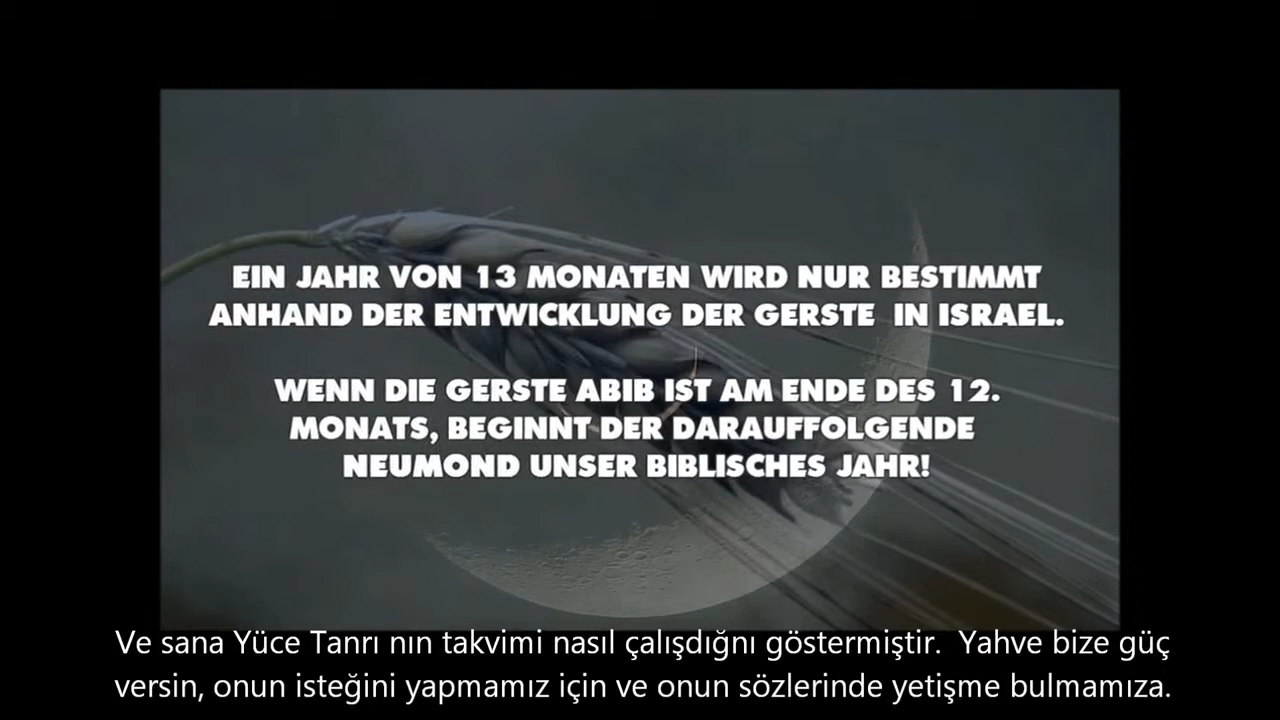 EIN JAHR VON 13 MONATEN WIRD NUR BESTIMMT
ANHAND DER ENTWICKLUNG DER GERSTE IN ISRAEL.
WENN DIE GERSTE ABIB IST AM ENDE DES 12.
MONATS, BEGINNT DER DARAUFFOLGENDE
NEUMOND UNSER BIBLISCHES JAHR!
Ve sana Yüce Tanrı nın takvimi nasıl çalışdığnı göstermiştir. Yahve bize güç
versin, onun isteğini yapmamız için ve onun sözlerinde yetişme bulmamıza.